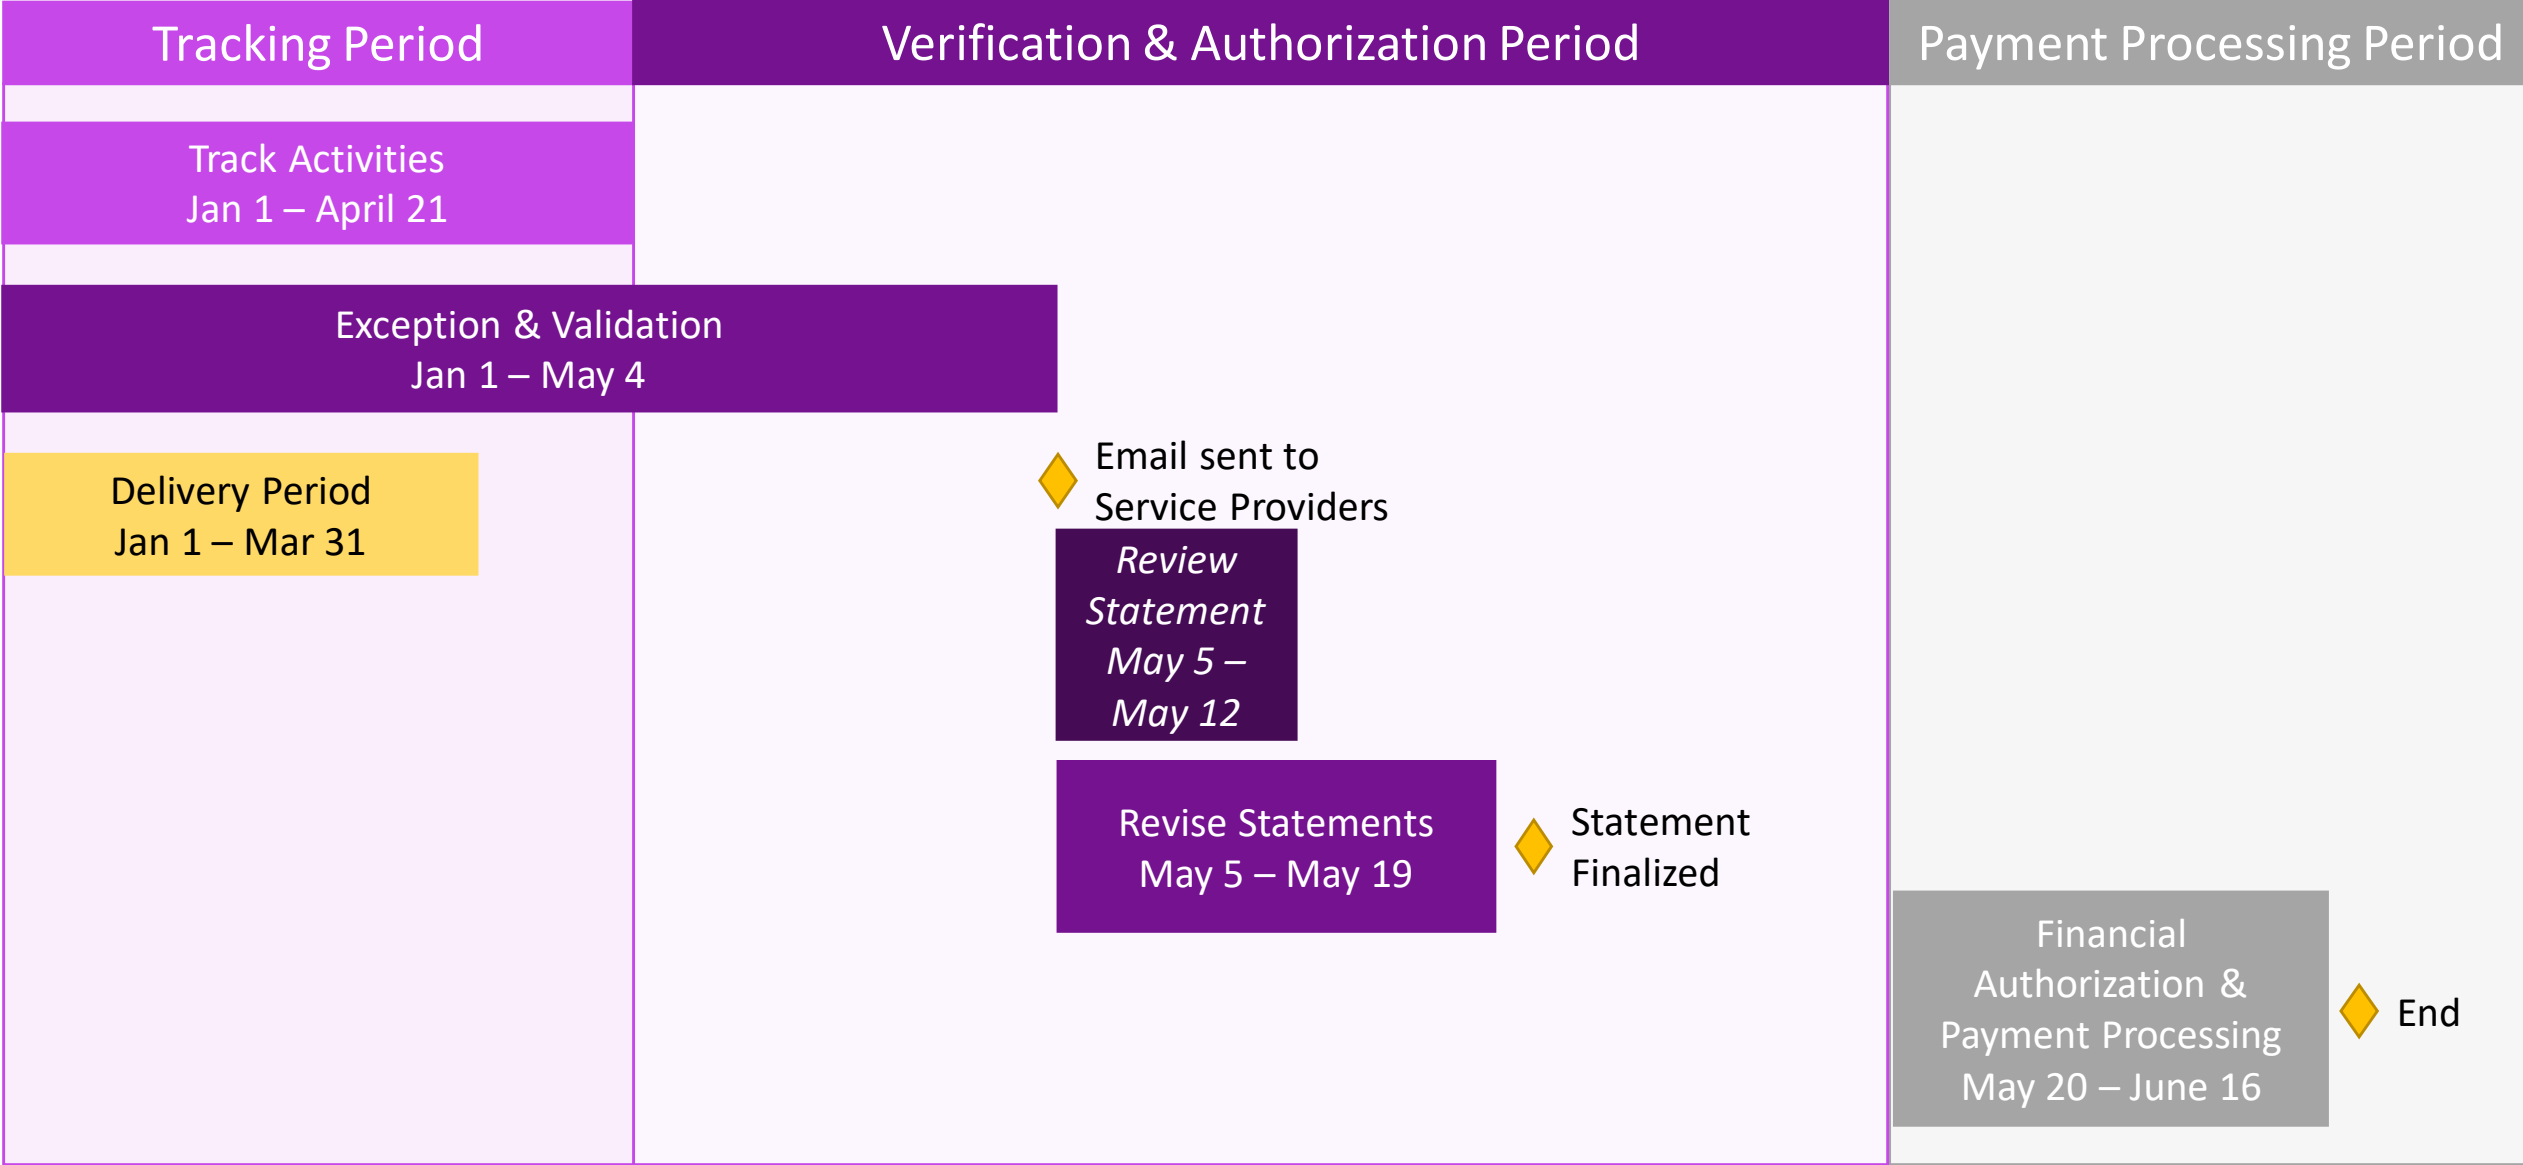 Tracking Period
Verification & Authorization Period
Payment Processing Period
Track Activities
Jan 1 – April 21
Exception & Validation
Jan 1 – May 4
Delivery Period
Jan 1 – Mar 31
Email sent to
Service Providers
Review
Statement
May 5 –
May 12
Revise Statements
May 5 – May 19
Statement
Finalized
Financial
Authorization &
Payment Processing
May 20 – June 16
End